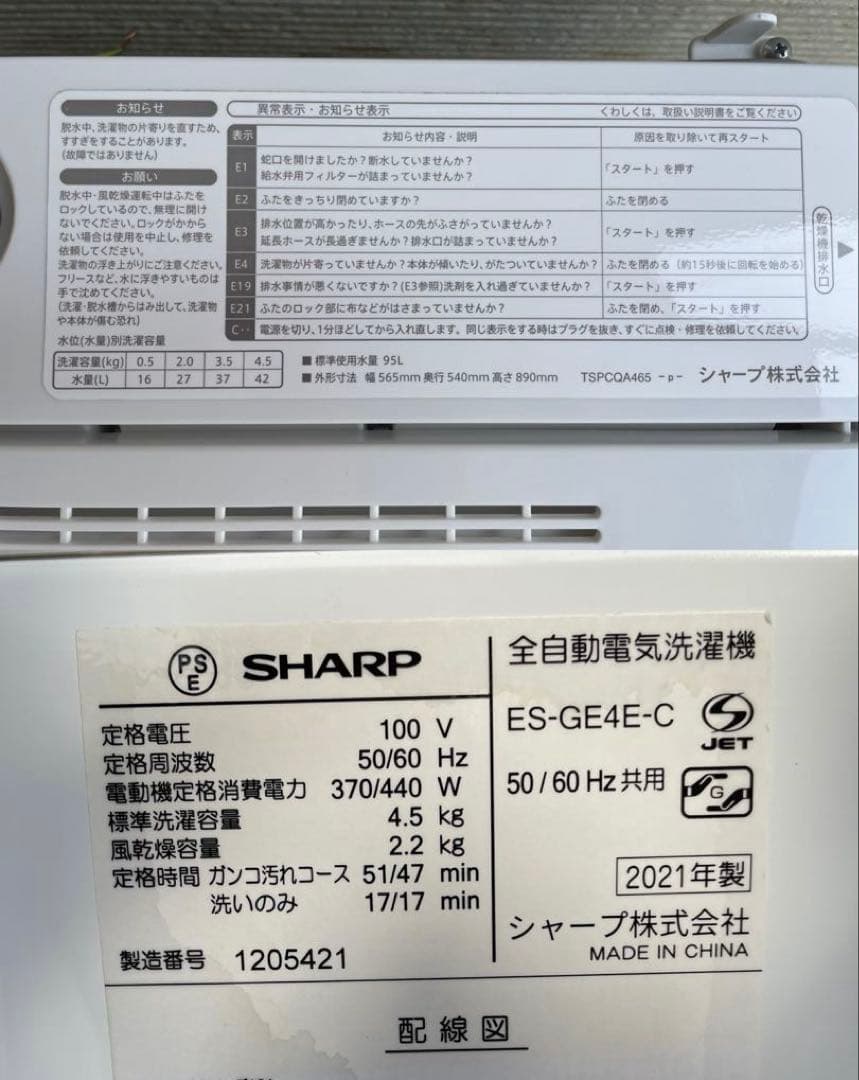 お知らせ
脱水中、洗濯物の片寄りを直すため、
すすぎをすることがあります。
(故障ではありません)
お願い
脱水中・風乾燥運転中はふたを
ロックしているので、無理に開け
ないでください。ロックがかから
ない場合は使用を中止し、修理を
依頼してください。
洗濯物の浮き上がりにご注意ください。
フリースなど、水に浮きやすいものは
手で沈めてください。
(洗濯・脱水槽からはみ出して、洗濯物
や本体が傷む恐れ)
異常表示・お知らせ表示 くわしくは、取扱い説明書をご覧ください
表示 お知らせ内容・説明 原因を取り除いて再スタート
E1 蛇口を開けましたか?断水していませんか? 「スタート」を押す
給水弁用フィルターが詰まっていませんか?
E2 ふたをきっちり閉めていますか? ふたを閉める
E3 排水位置が高かったり、ホースの先がふさがっていませんか? 「スタート」を押す
延長ホースが長過ぎませんか?排水口が詰まっていませんか?
E4 洗濯物が片寄っていませんか?本体が傾いたり、がたついていませんか? ふたを閉める (約15秒後に回転を始める)
E19 排水事情が悪くないですか?(E3参照)洗剤を入れ過ぎていませんか? 「スタート」を押す
E21 ふたのロック部に布などがはさまっていませんか? ふたを閉め、「スタート」を押す
C・・ 電源を切り、1分ほどしてから入れ直します。同じ表示をする時はプラグを抜き、すぐに点検・修理を依頼してください。
乾燥機排水口
水位(水量)別洗濯容量
洗濯容量(kg) 0.5 2.0 3.5 4.5
水量(L) 16 27 37 42
■標準使用水量 95L
■外形寸法 幅565mm 奥行540mm 高さ890mm TSPCQA465 -p- シャープ株式会社
PS
E
SHARP
定格電圧 100 V
定格周波数 50/60 Hz
電動機定格消費電力 370/440 W
標準洗濯容量 4.5 kg
風乾燥容量 2.2 kg
定格時間 ガンコ汚れコース 51/47 min
洗いのみ 17/17 min
製造番号 1205421
全自動電気洗濯機
ES-GE4E-C
JET
50/60 Hz共用
G
2021年製
シャープ株式会社
MADE IN CHINA
配線図